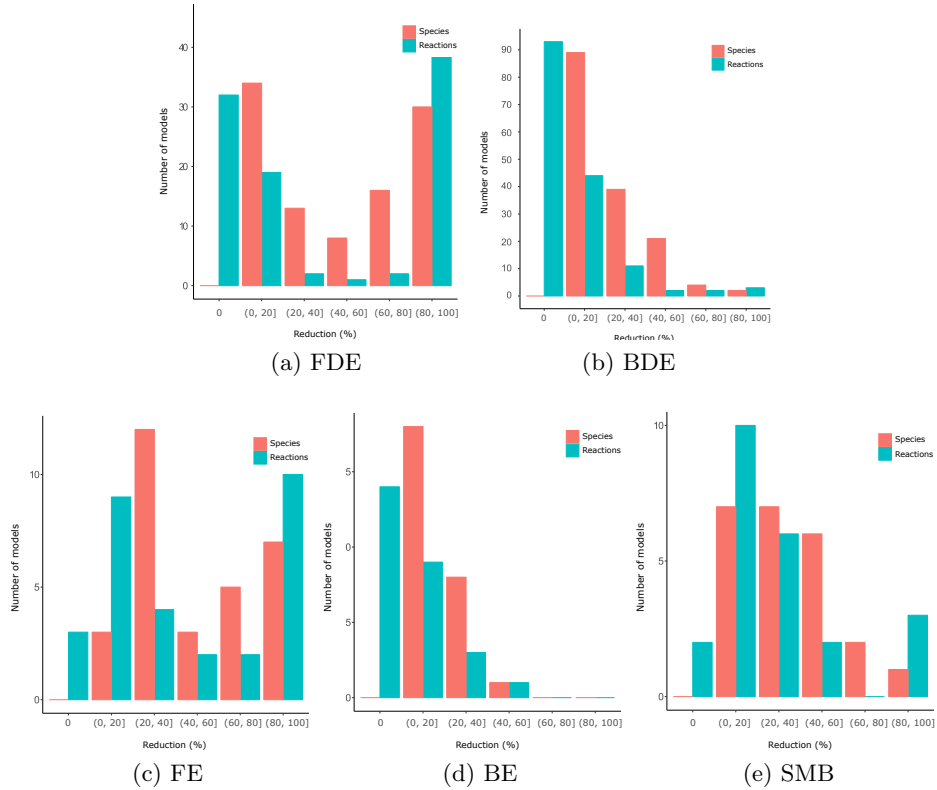 Species
Reactions
40
30
20
10
0
Number of models
0 (0, 20] (20, 40] (40, 60] (60, 80] (80, 100]
Reduction (%)
(a) FDE
Species
Reactions
90
80
70
60
50
40
30
20
10
0
Number of models
0 (0, 20] (20, 40] (40, 60] (60, 80] (80, 100]
Reduction (%)
(b) BDE
Species
Reactions
10
5
0
Number of models
0 (0, 20] (20, 40] (40, 60] (60, 80] (80, 100]
Reduction (%)
(c) FE
Species
Reactions
5
0
5
0
Number of models
0 (0, 20] (20, 40] (40, 60] (60, 80] (80, 100]
Reduction (%)
(d) BE
Species
Reactions
10
5
0
Number of models
0 (0, 20] (20, 40] (40, 60] (60, 80] (80, 100]
Reduction (%)
(e) SMB